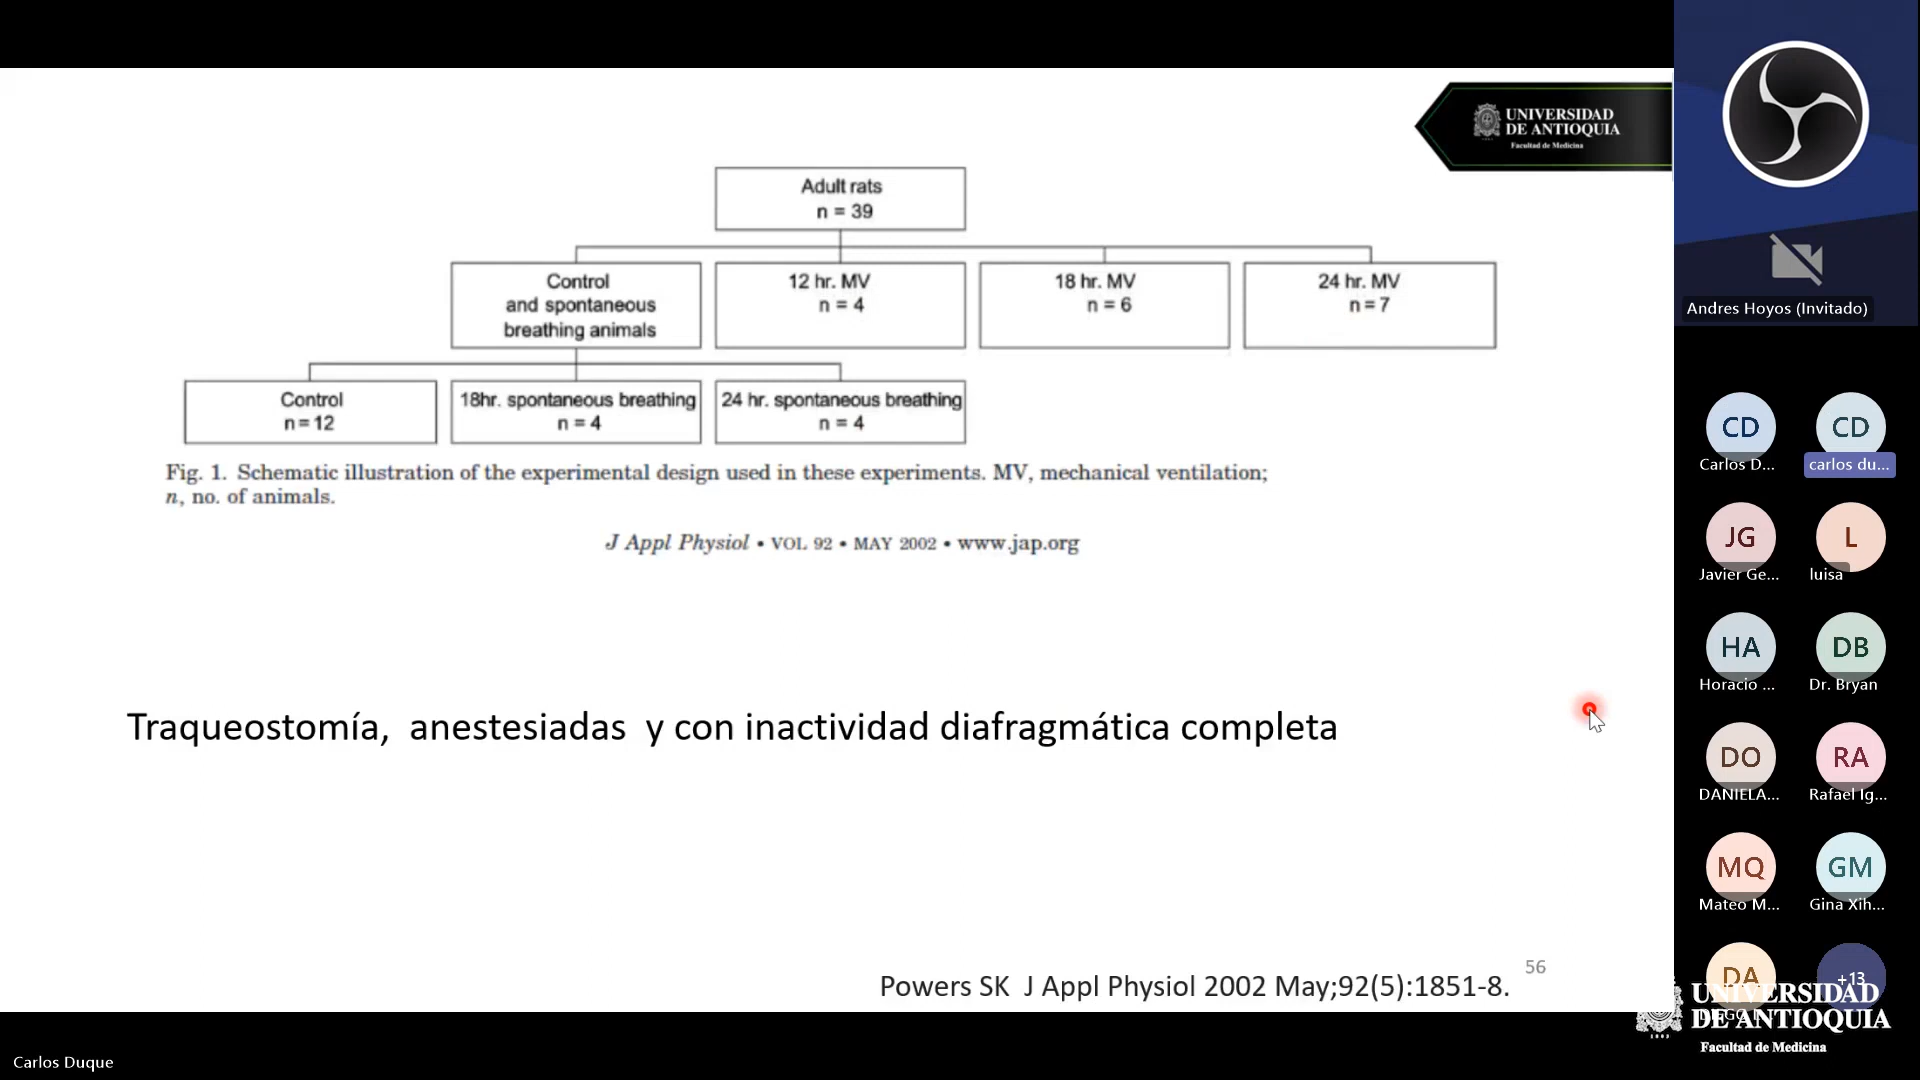 UNIVERSIDAD
DE ANTIOQUIA
Facultad de Medicina
Adult rats
n = 39
Control
and spontaneous
breathing animals
12 hr. MV
n = 4
18 hr. MV
n = 6
24 hr. MV
n = 7
Control
n = 12
18hr. spontaneous breathing
n = 4
24 hr. spontaneous breathing
n = 4
Fig. 1. Schematic illustration of the experimental design used in these experiments. MV, mechanical ventilation;
n, no. of animals.
J Appl Physiol • VOL 92 • MAY 2002 • www.jap.org
Traqueostomía, anestesiadas y con inactividad diafragmática completa
56
Powers SK J Appl Physiol 2002 May;92(5):1851-8.
Carlos Duque
Andres Hoyos (Invitado)
CD
Carlos D...
CD
carlos du...
JG
Javier Ge...
L
luisa
HA
Horacio ...
DB
Dr. Bryan
DO
DANIELA...
RA
Rafael Ig...
MQ
Mateo M...
GM
Gina Xih...
DA
+13
UNIVERSIDAD
DE ANTIOQUIA
Facultad de Medicina